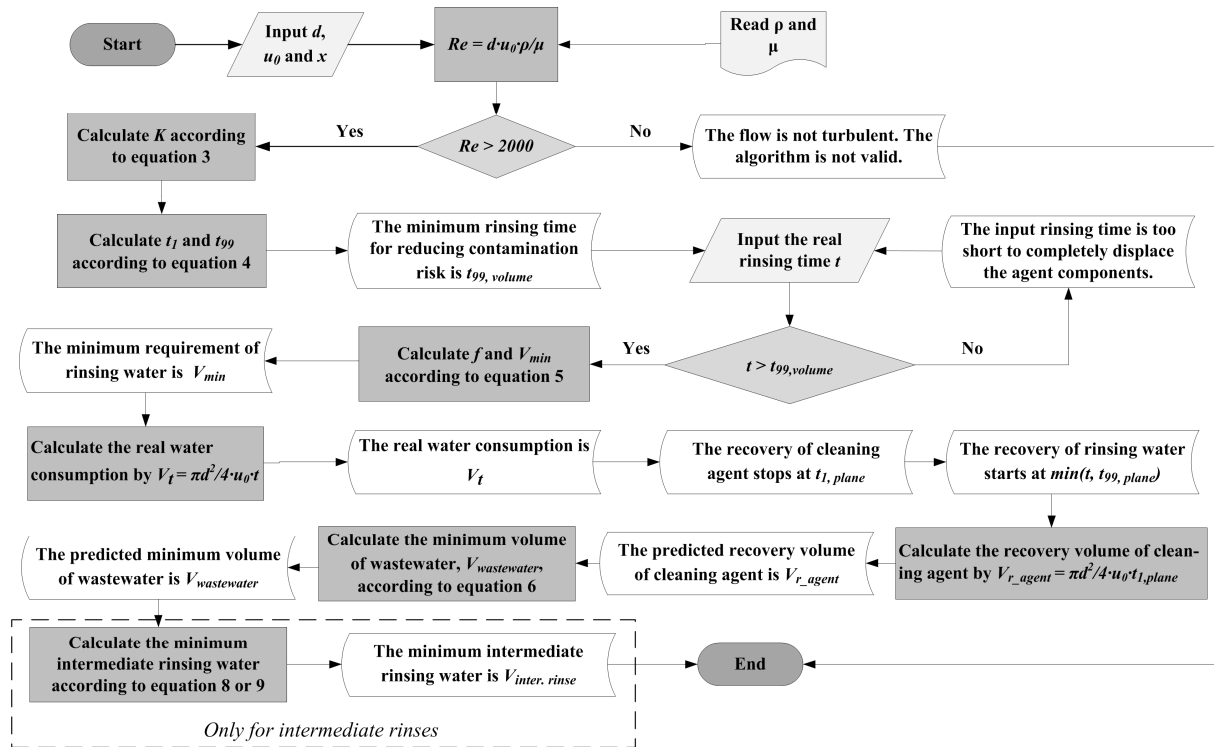 Start
Input d,
u0 and x
Re = d·u0·ρ/μ
Read ρ and
μ
Calculate K according
to equation 3
Yes
Re > 2000
No
The flow is not turbulent. The
algorithm is not valid.
Calculate t1 and t99
according to equation 4
The minimum rinsing time
for reducing contamination
risk is t99, volume
Input the real
rinsing time t
The input rinsing time is too
short to completely displace
the agent components.
The minimum requirement of
rinsing water is Vmin
Calculate f and Vmin
according to equation 5
Yes
t > t99,volume
No
Calculate the real water
consumption by Vt = πd²/4·u0·t
The real water consumption is
Vt
The recovery of cleaning
agent stops at t1, plane
The recovery of rinsing water
starts at min(t, t99, plane)
The predicted minimum volume
of wastewater is Vwastewater
Calculate the minimum volume
of wastewater, Vwastewater,
according to equation 6
The predicted recovery volume
of cleaning agent is Vr_agent
Calculate the recovery volume of clean-
ing agent by Vr_agent = πd²/4·u0·t1,plane
Calculate the minimum
intermediate rinsing water
according to equation 8 or 9
The minimum intermediate
rinsing water is Vinter. rinse
End
Only for intermediate rinses